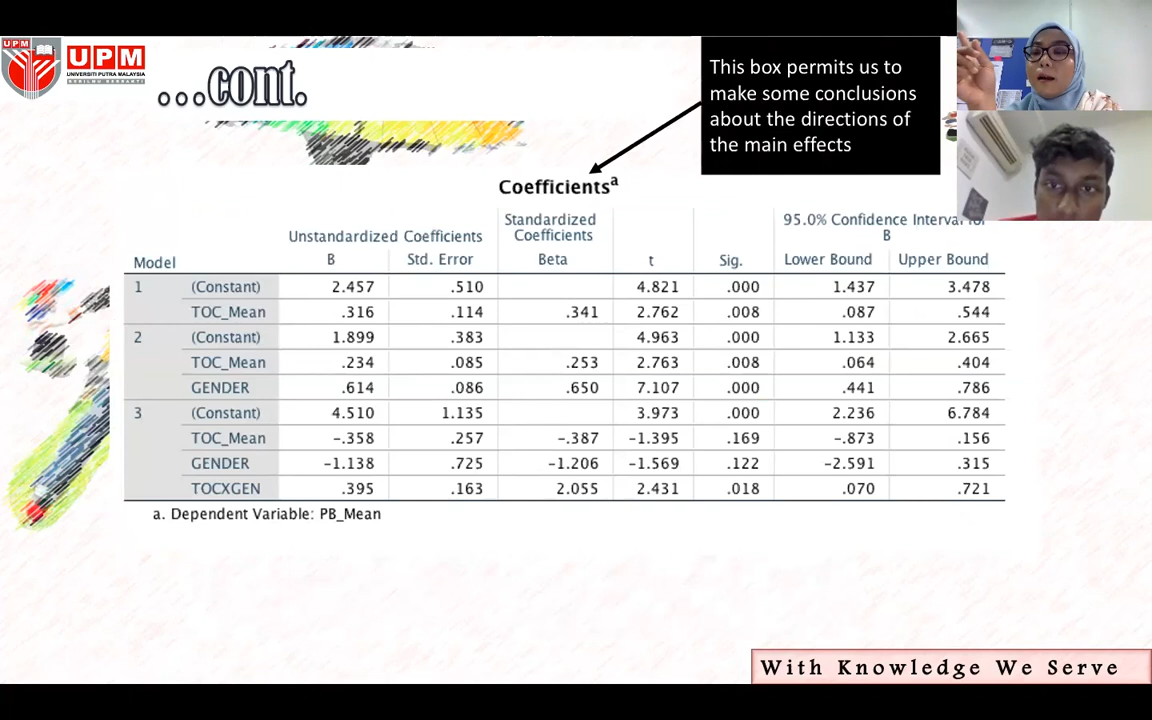 UPM
UPM
UNIVERSITI PUTRA MALAYSIA
BERILMU BERBAKTI
...cont.
This box permits us to
make some conclusions
about the directions of
the main effects
Coefficientsa
Unstandardized Coefficients Standardized Coefficients 95.0% Confidence Interval for B
Model B Std. Error Beta t Sig. Lower Bound Upper Bound
1 (Constant) 2.457 .510 4.821 .000 1.437 3.478
TOC_Mean .316 .114 .341 2.762 .008 .087 .544
2 (Constant) 1.899 .383 4.963 .000 1.133 2.665
TOC_Mean .234 .085 .253 2.763 .008 .064 .404
GENDER .614 .086 .650 7.107 .000 .441 .786
3 (Constant) 4.510 1.135 3.973 .000 2.236 6.784
TOC_Mean -.358 .257 -.387 -1.395 .169 -.873 .156
GENDER -1.138 .725 -1.206 -1.569 .122 -2.591 .315
TOCXGEN .395 .163 2.055 2.431 .018 .070 .721
a. Dependent Variable: PB_Mean
With Knowledge We Serve